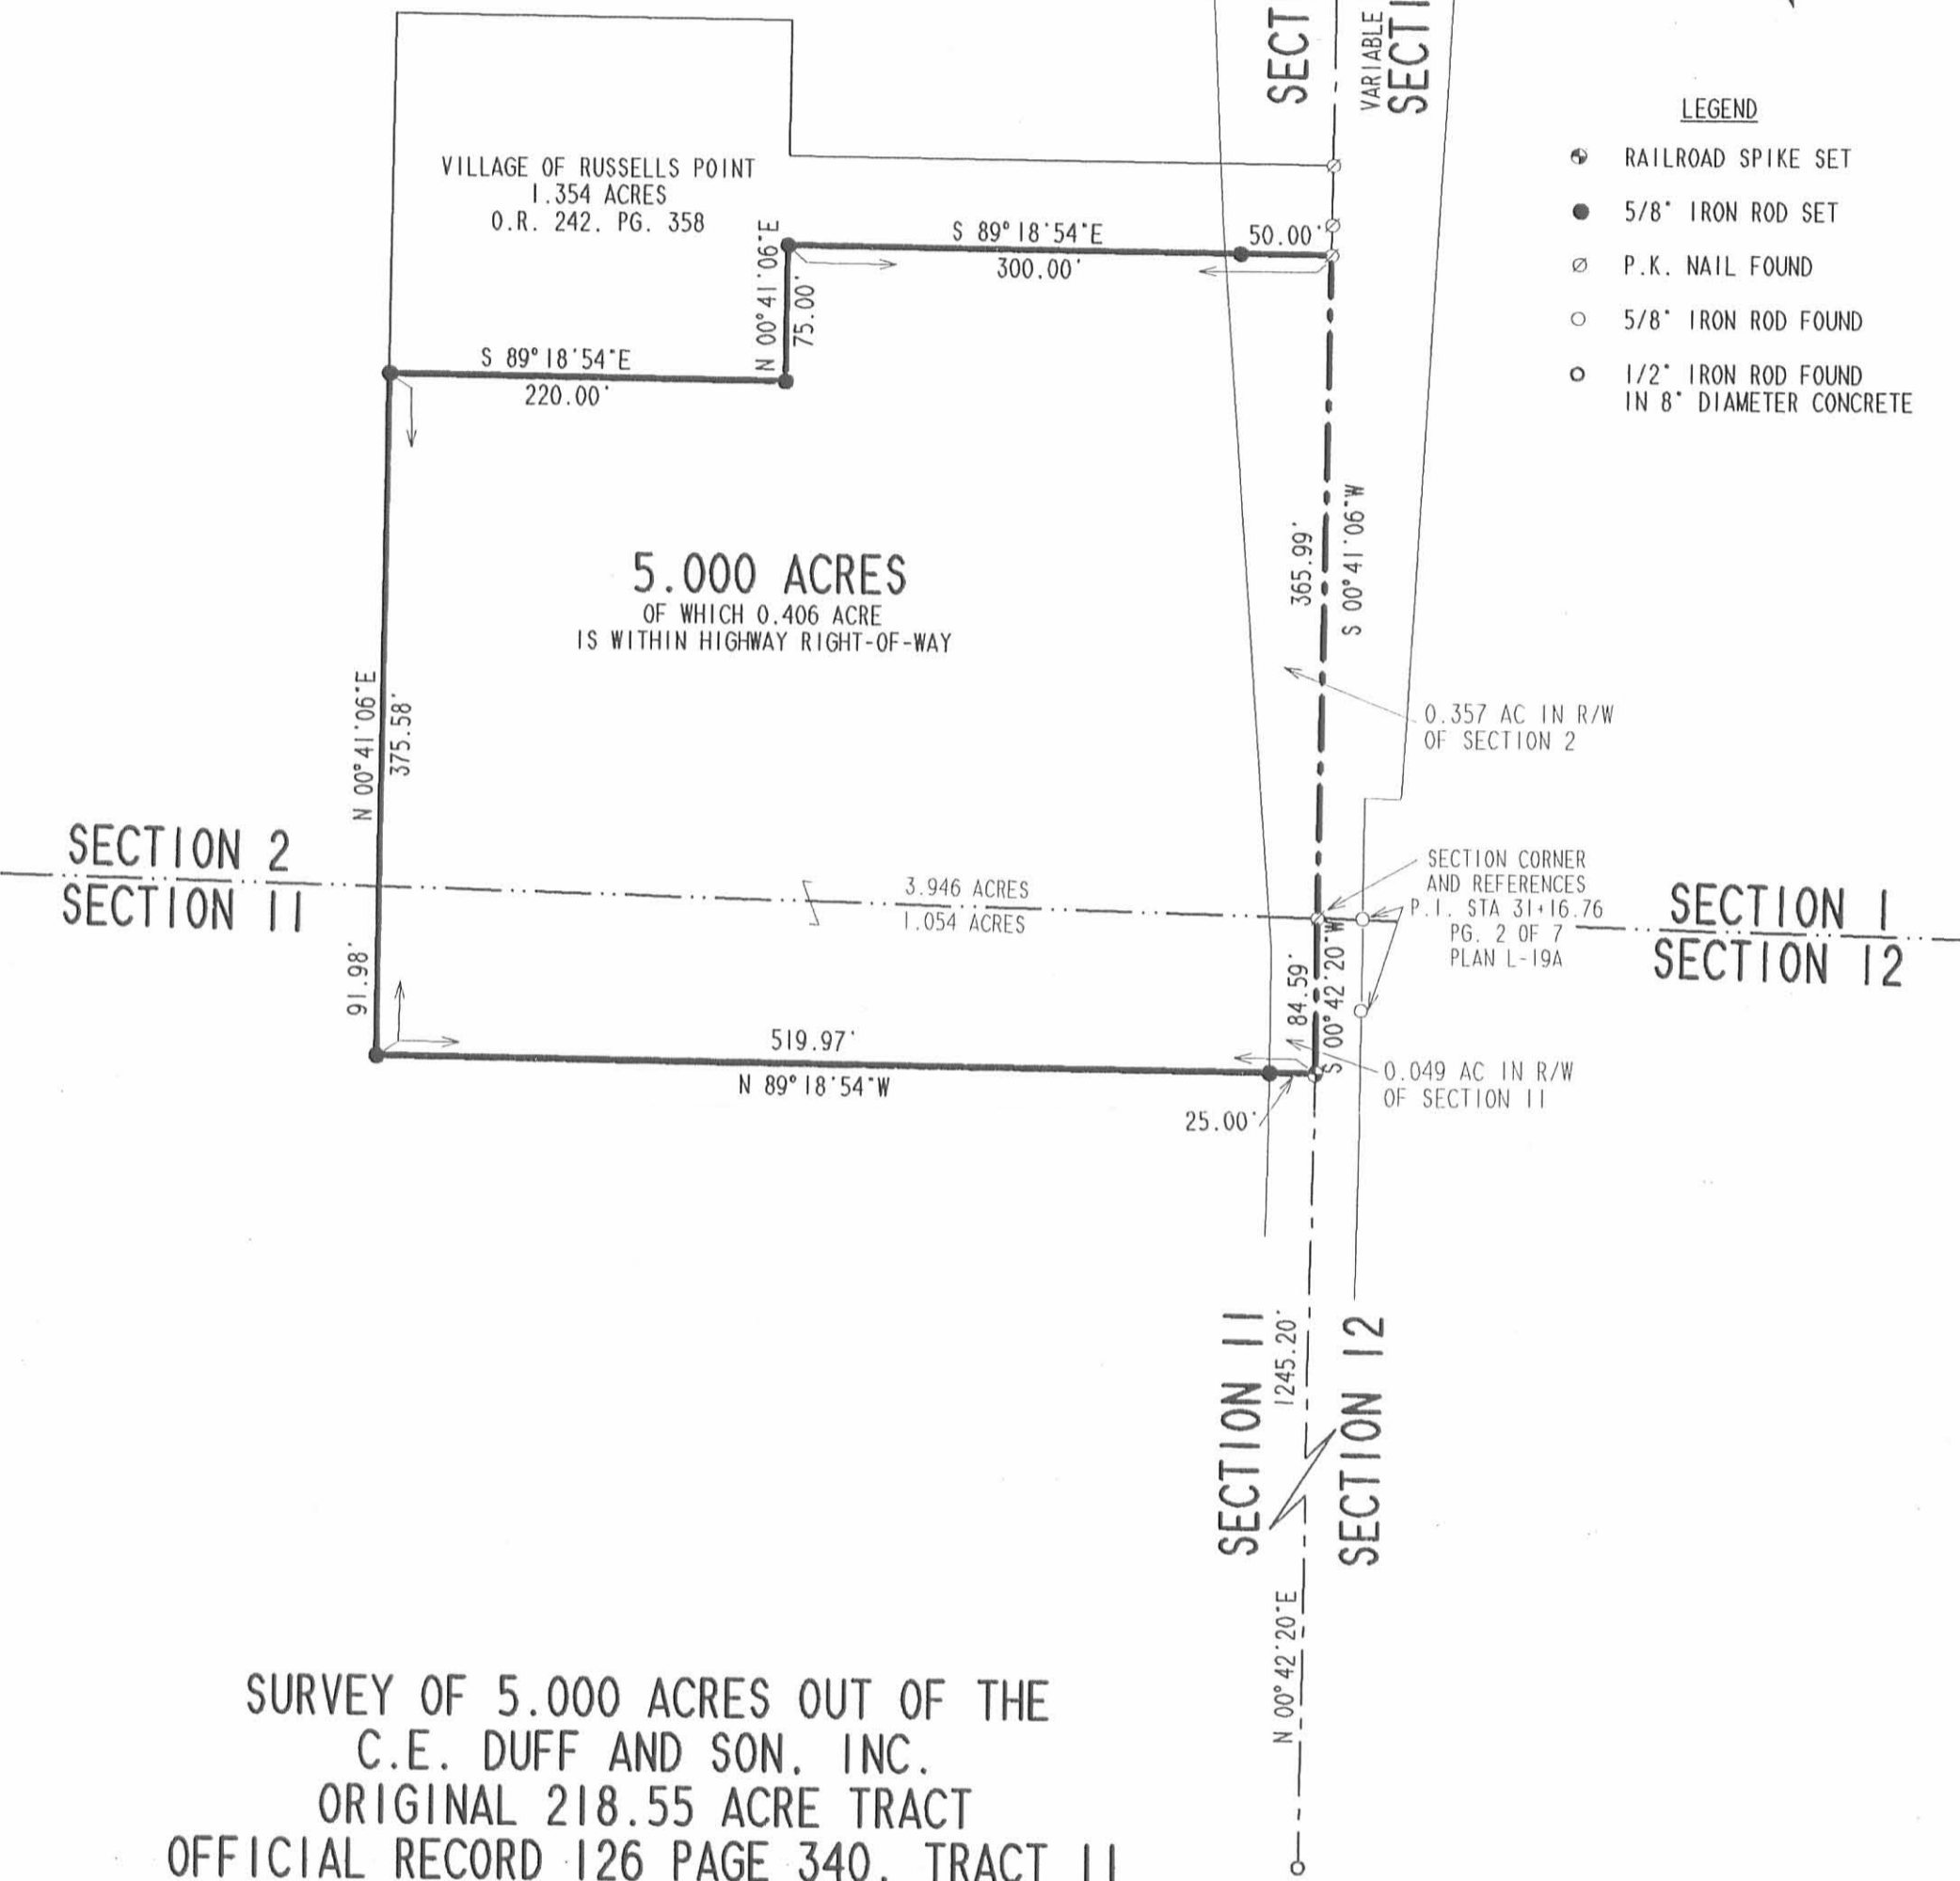 SECT
VARIABLE
SECTI
LEGEND
RAILROAD SPIKE SET
5/8" IRON ROD SET
P.K. NAIL FOUND
5/8" IRON ROD FOUND
1/2" IRON ROD FOUND
IN 8" DIAMETER CONCRETE
VILLAGE OF RUSSELLS POINT
1.354 ACRES
O.R. 242. PG. 358
N 00°41'06"E
75.00'
S 89°18'54"E
300.00'
50.00'
S 89°18'54"E
220.00'
5.000 ACRES
OF WHICH 0.406 ACRE
IS WITHIN HIGHWAY RIGHT-OF-WAY
365.99'
S 00°41'06"W
N 00°41'06"E
375.58'
0.357 AC IN R/W
OF SECTION 2
SECTION 2
SECTION 11
3.946 ACRES
1.054 ACRES
SECTION CORNER
AND REFERENCES
P.I. STA 31+16.76
PG. 2 OF 7
PLAN L-19A
SECTION 1
SECTION 12
91.98'
84.59'
S 00°42'20"W
519.97'
N 89°18'54"W
25.00'
0.049 AC IN R/W
OF SECTION 11
SECTION 11
1245.20'
SECTION 12
N 00°42'20"E
SURVEY OF 5.000 ACRES OUT OF THE
C.E. DUFF AND SON. INC.
ORIGINAL 218.55 ACRE TRACT
OFFICIAL RECORD 126 PAGE 340. TRACT II